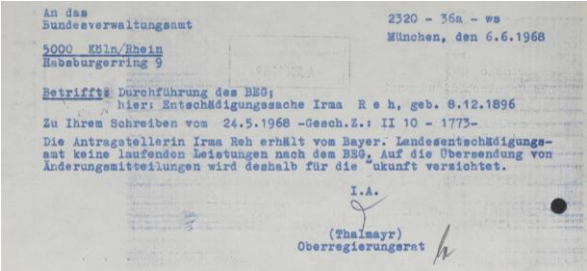 An das
Bundesverwaltungsamt
2320 - 36a - ws
München, den 6.6.1968
5000 Köln/Rhein
Habsburgerring 9
Betrifft: Durchführung des BEG;
hier: Entschädigungssache Irma R e h, geb. 8.12.1896
Zu Ihrem Schreiben vom 24.5.1968 -Gesch.Z.: II 10 - 1773-
Die Antragstellerin Irma Reh erhält vom Bayer. Landesentschädigungs-
amt keine laufenden Leistungen nach dem BEG. Auf die Übersendung von
Änderungsmitteilungen wird deshalb für die ukunft verzichtet.
I.A.
(Thalmayr)
Oberregierungsrat